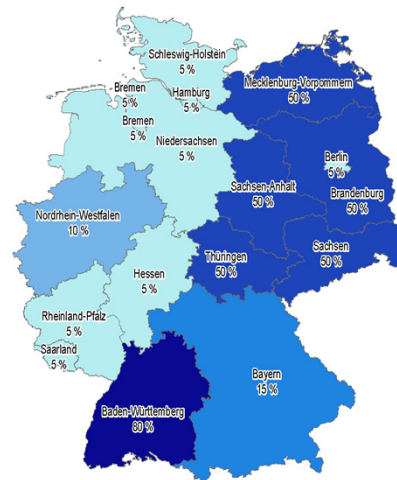 Schleswig-Holstein
5 %
Mecklenburg-Vorpommern
50 %
Bremen
5 %
Hamburg
5 %
Bremen
5 %
Niedersachsen
5 %
Berlin
5 %
Sachsen-Anhalt
50 %
Brandenburg
50 %
Nordrhein-Westfalen
10 %
Thüringen
50 %
Sachsen
50 %
Hessen
5 %
Rheinland-Pfalz
5 %
Saarland
5 %
Bayern
15 %
Baden-Württemberg
80 %